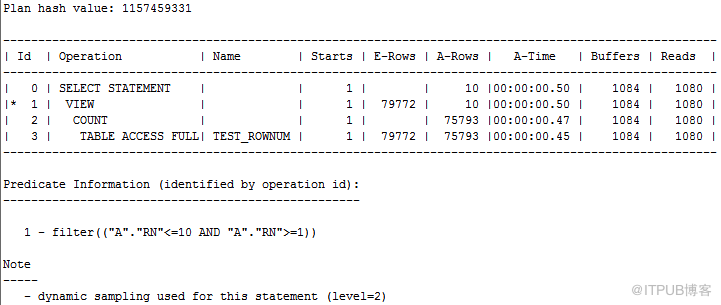 Plan hash value: 1157459331
---------------------------------------------------------------------------------------------------
| Id | Operation | Name | Starts | E-Rows | A-Rows | A-Time | Buffers | Reads |
---------------------------------------------------------------------------------------------------
| 0 | SELECT STATEMENT | | 1 | | 10 |00:00:00.50 | 1084 | 1080 |
|* 1 | VIEW | | 1 | 79772 | 10 |00:00:00.50 | 1084 | 1080 |
| 2 | COUNT | | 1 | | 75793 |00:00:00.47 | 1084 | 1080 |
| 3 | TABLE ACCESS FULL| TEST_ROWNUM | 1 | 79772 | 75793 |00:00:00.45 | 1084 | 1080 |
---------------------------------------------------------------------------------------------------
Predicate Information (identified by operation id):
---------------------------------------------------
1 - filter(("A"."RN"<=10 AND "A"."RN">=1))
Note
-----
- dynamic sampling used for this statement (level=2)
@ITPUB博客